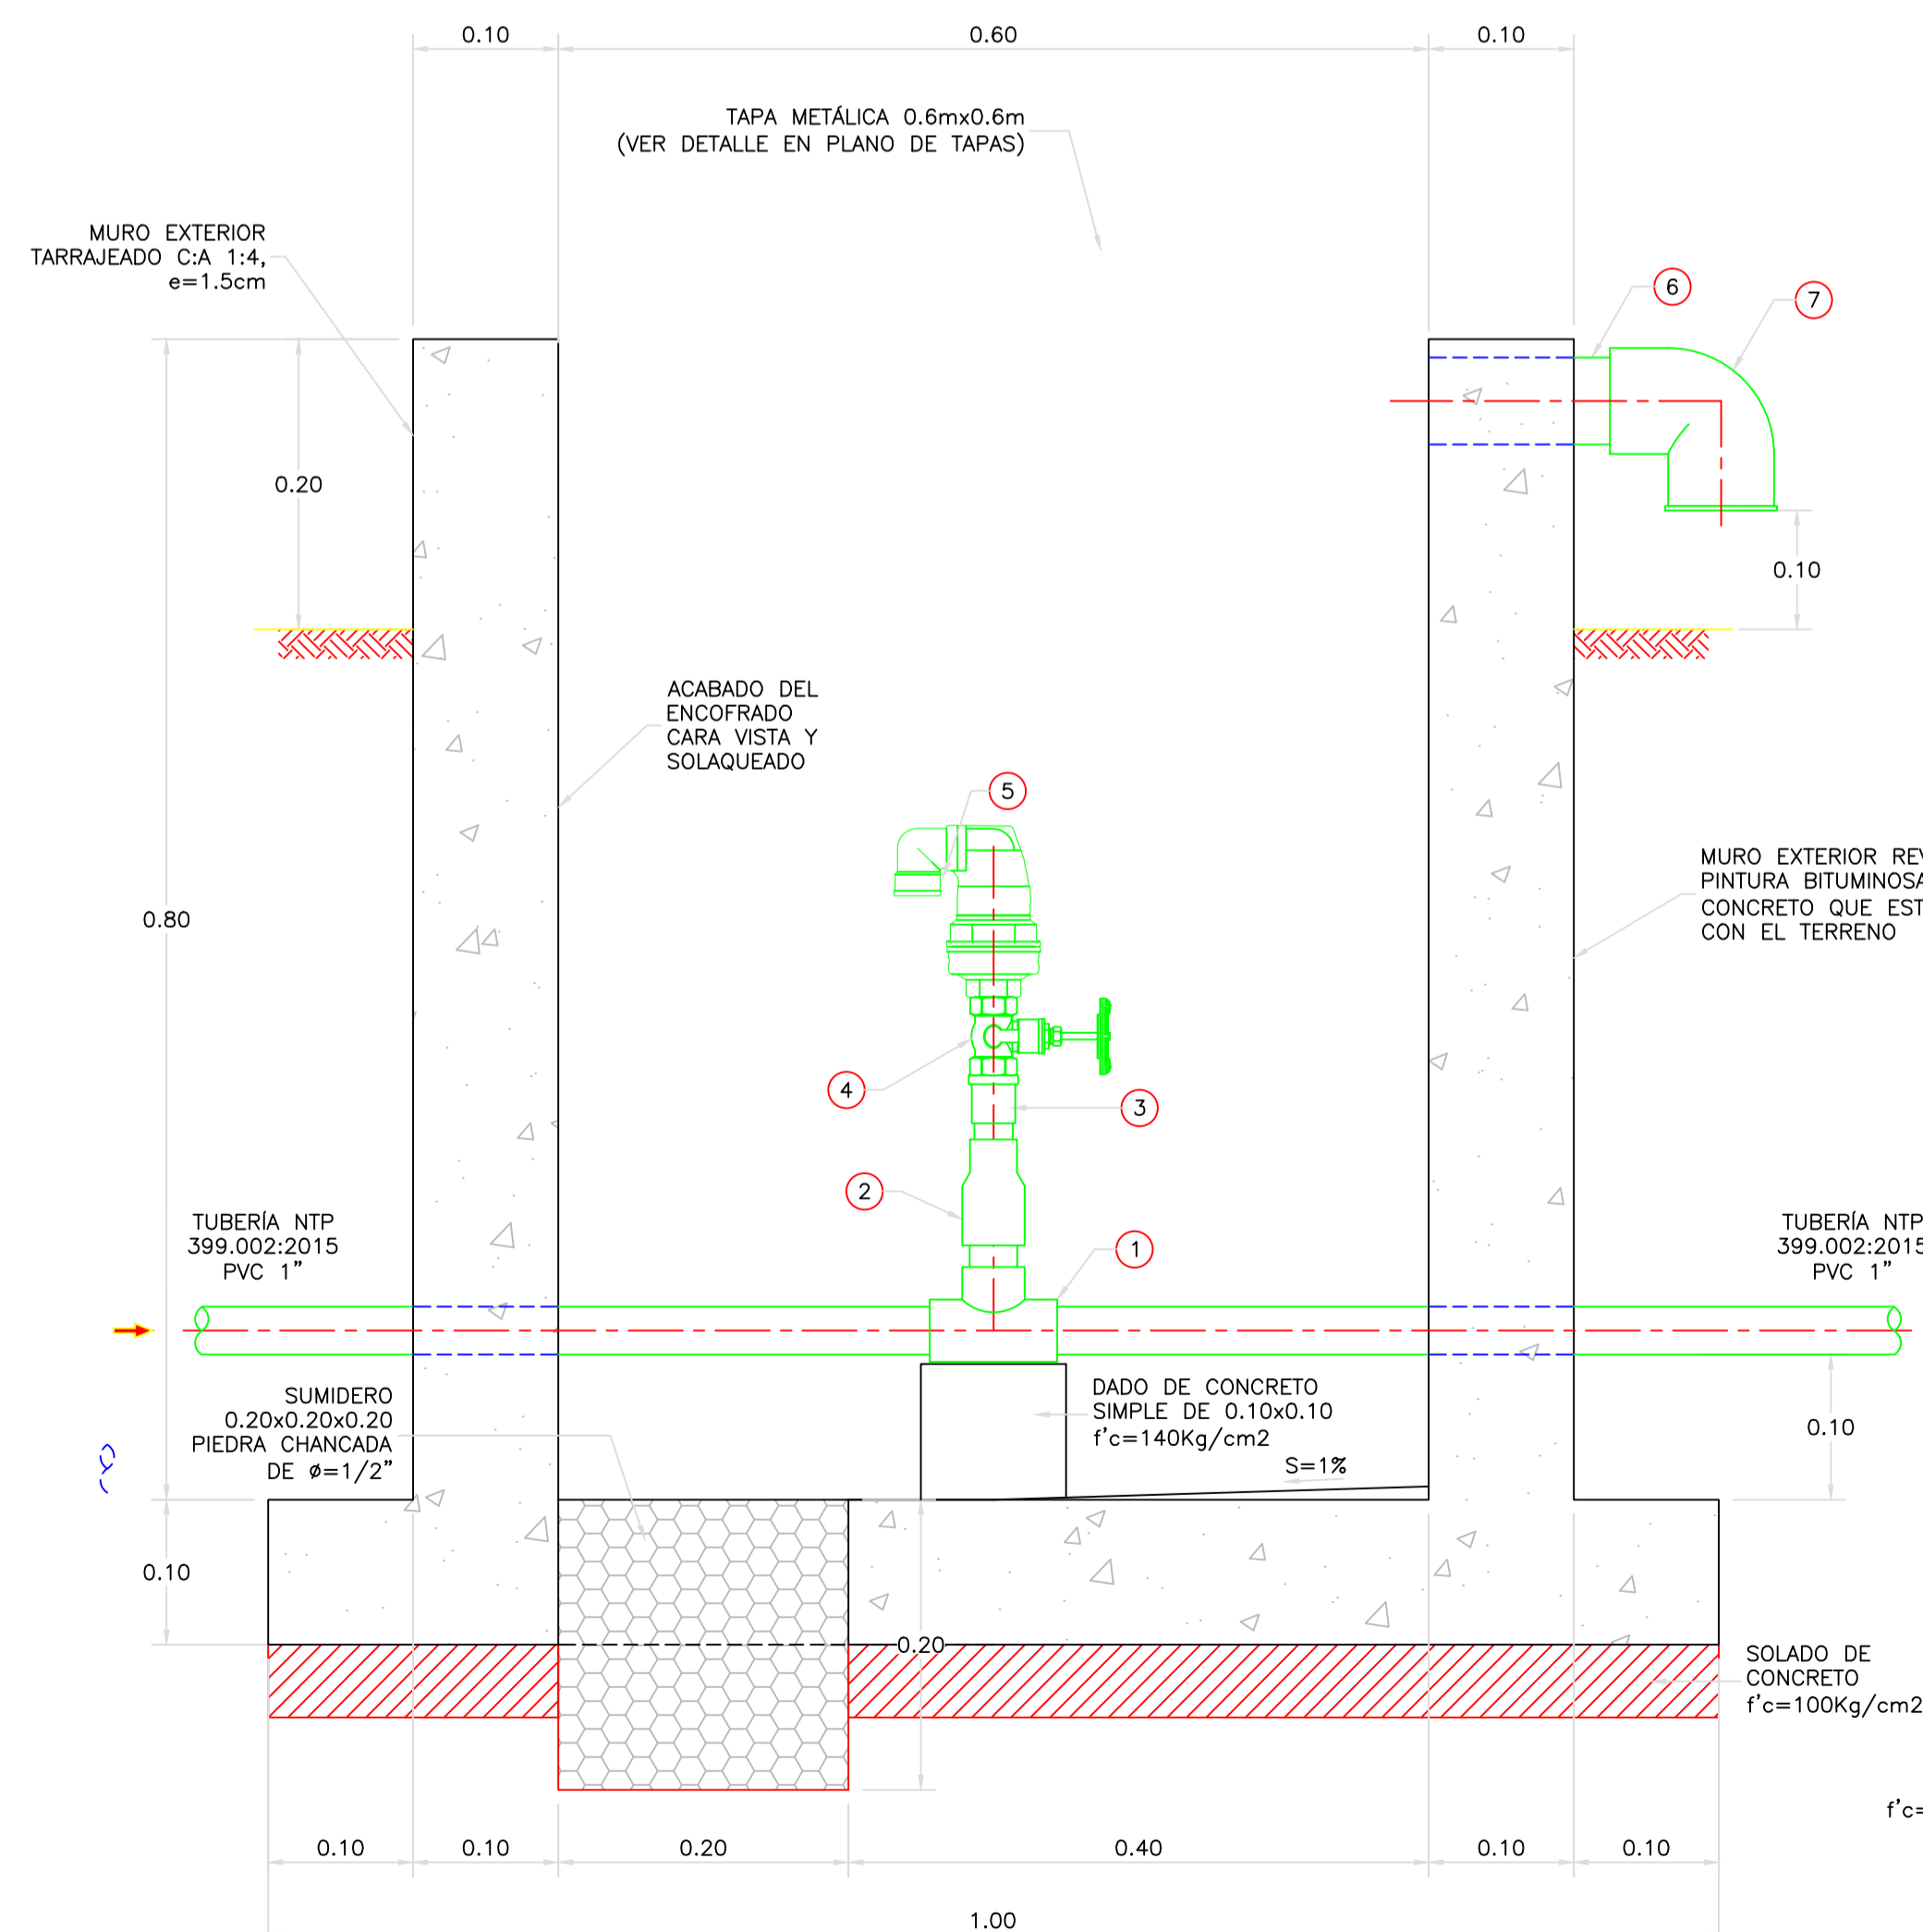 0.10
0.60
0.10
TAPA METÁLICA 0.6mx0.6m
(VER DETALLE EN PLANO DE TAPAS)
MURO EXTERIOR
TARRAJEADO C:A 1:4,
e=1.5cm
6
7
0.20
0.10
ACABADO DEL
ENCOFRADO
CARA VISTA Y
SOLAQUEADO
5
0.80
MURO EXTERIOR REV
PINTURA BITUMINOSA
CONCRETO QUE EST
CON EL TERRENO
4
3
2
1
TUBERÍA NTP
399.002:2015
PVC 1"
TUBERÍA NTP
399.002:2015
PVC 1"
SUMIDERO
0.20x0.20x0.20
PIEDRA CHANCADA
DE ø=1/2"
DADO DE CONCRETO
SIMPLE DE 0.10x0.10
f'c=140Kg/cm2
S=1%
0.10
0.10
0.20
SOLADO DE
CONCRETO
f'c=100Kg/cm2
f'c=
0.10
0.10
0.20
0.40
0.10
0.10
1.00